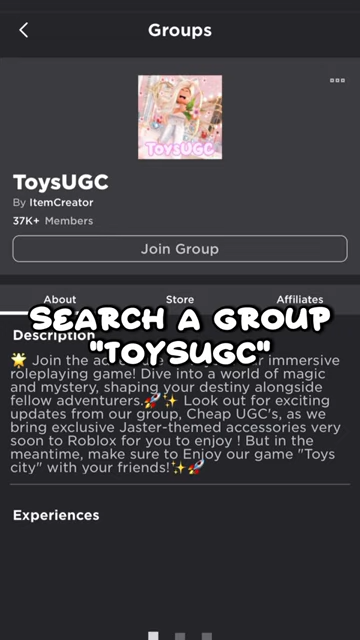 Groups
ToysUGC
ToysUGC
By ItemCreator
37K+ Members
Join Group
About Store Affiliates
SEARCH A GROUP
"TOYSUGC"
Description
🌟 Join the immersive
roleplaying game! Dive into a world of magic
and mystery, shaping your destiny alongside
fellow adventurers.🚀✨ Look out for exciting
updates from our group, Cheap UGC's, as we
bring exclusive Jaster-themed accessories very
soon to Roblox for you to enjoy ! But in the
meantime, make sure to Enjoy our game "Toys
city" with your friends!✨🚀
Experiences